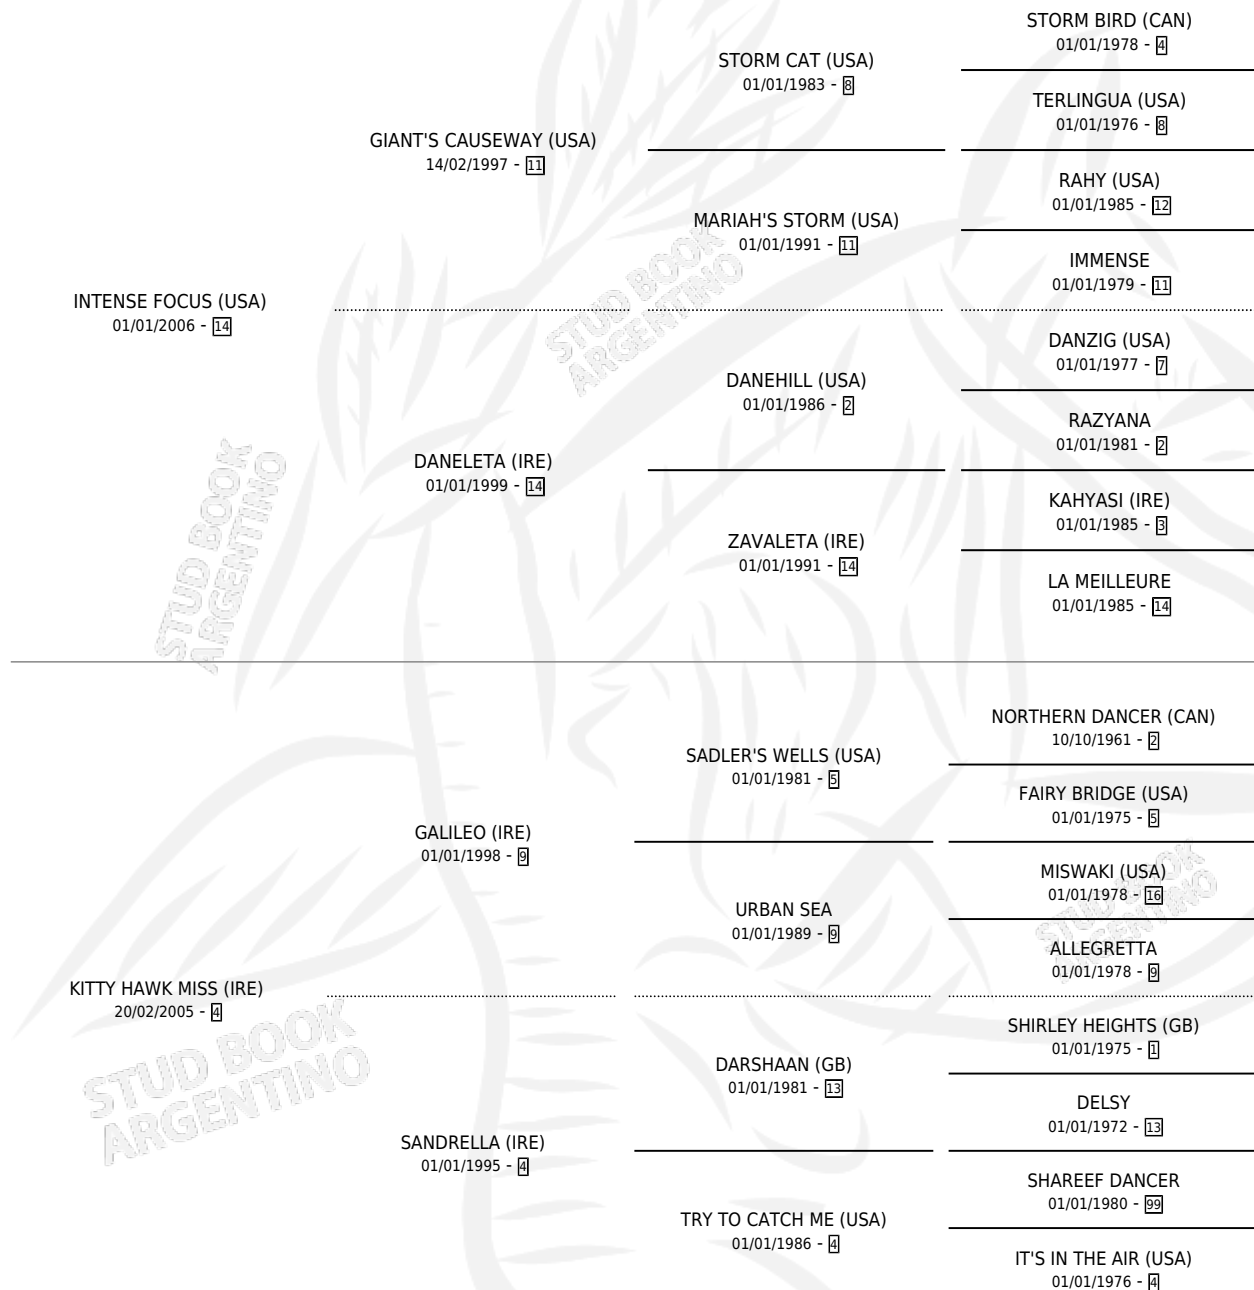 STORM BIRD (CAN)
01/01/1978 - 4
STORM CAT (USA)
01/01/1983 - 8
TERLINGUA (USA)
01/01/1976 - 8
GIANT'S CAUSEWAY (USA)
14/02/1997 - 11
RAHY (USA)
01/01/1985 - 12
MARIAH'S STORM (USA)
01/01/1991 - 11
IMMENSE
01/01/1979 - 11
INTENSE FOCUS (USA)
01/01/2006 - 14
DANZIG (USA)
01/01/1977 - 7
DANEHILL (USA)
01/01/1986 - 2
RAZYANA
01/01/1981 - 2
DANELETA (IRE)
01/01/1999 - 14
KAHYASI (IRE)
01/01/1985 - 3
ZAVALETA (IRE)
01/01/1991 - 14
LA MEILLEURE
01/01/1985 - 14
NORTHERN DANCER (CAN)
10/10/1961 - 2
SADLER'S WELLS (USA)
01/01/1981 - 5
FAIRY BRIDGE (USA)
01/01/1975 - 5
GALILEO (IRE)
01/01/1998 - 9
MISWAKI (USA)
01/01/1978 - 16
URBAN SEA
01/01/1989 - 9
ALLEGRETTA
01/01/1978 - 9
KITTY HAWK MISS (IRE)
20/02/2005 - 4
SHIRLEY HEIGHTS (GB)
01/01/1975 - 1
DARSHAAN (GB)
01/01/1981 - 13
DELSY
01/01/1972 - 13
SANDRELLA (IRE)
01/01/1995 - 4
SHAREEF DANCER
01/01/1980 - 99
TRY TO CATCH ME (USA)
01/01/1986 - 4
IT'S IN THE AIR (USA)
01/01/1976 - 4
STUD BOOK
ARGENTINO
STUD BOOK
ARGENTINO
STUD BOOK
ARGENTINO
STUD BOOK
ARGENTINO